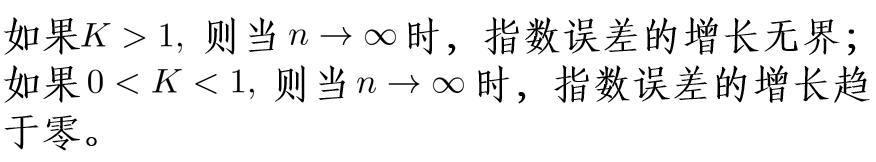 如果K > 1, 则当 n → ∞ 时，指数误差的增长无界；
如果 0 < K < 1, 则当 n → ∞ 时，指数误差的增长趋
于零。